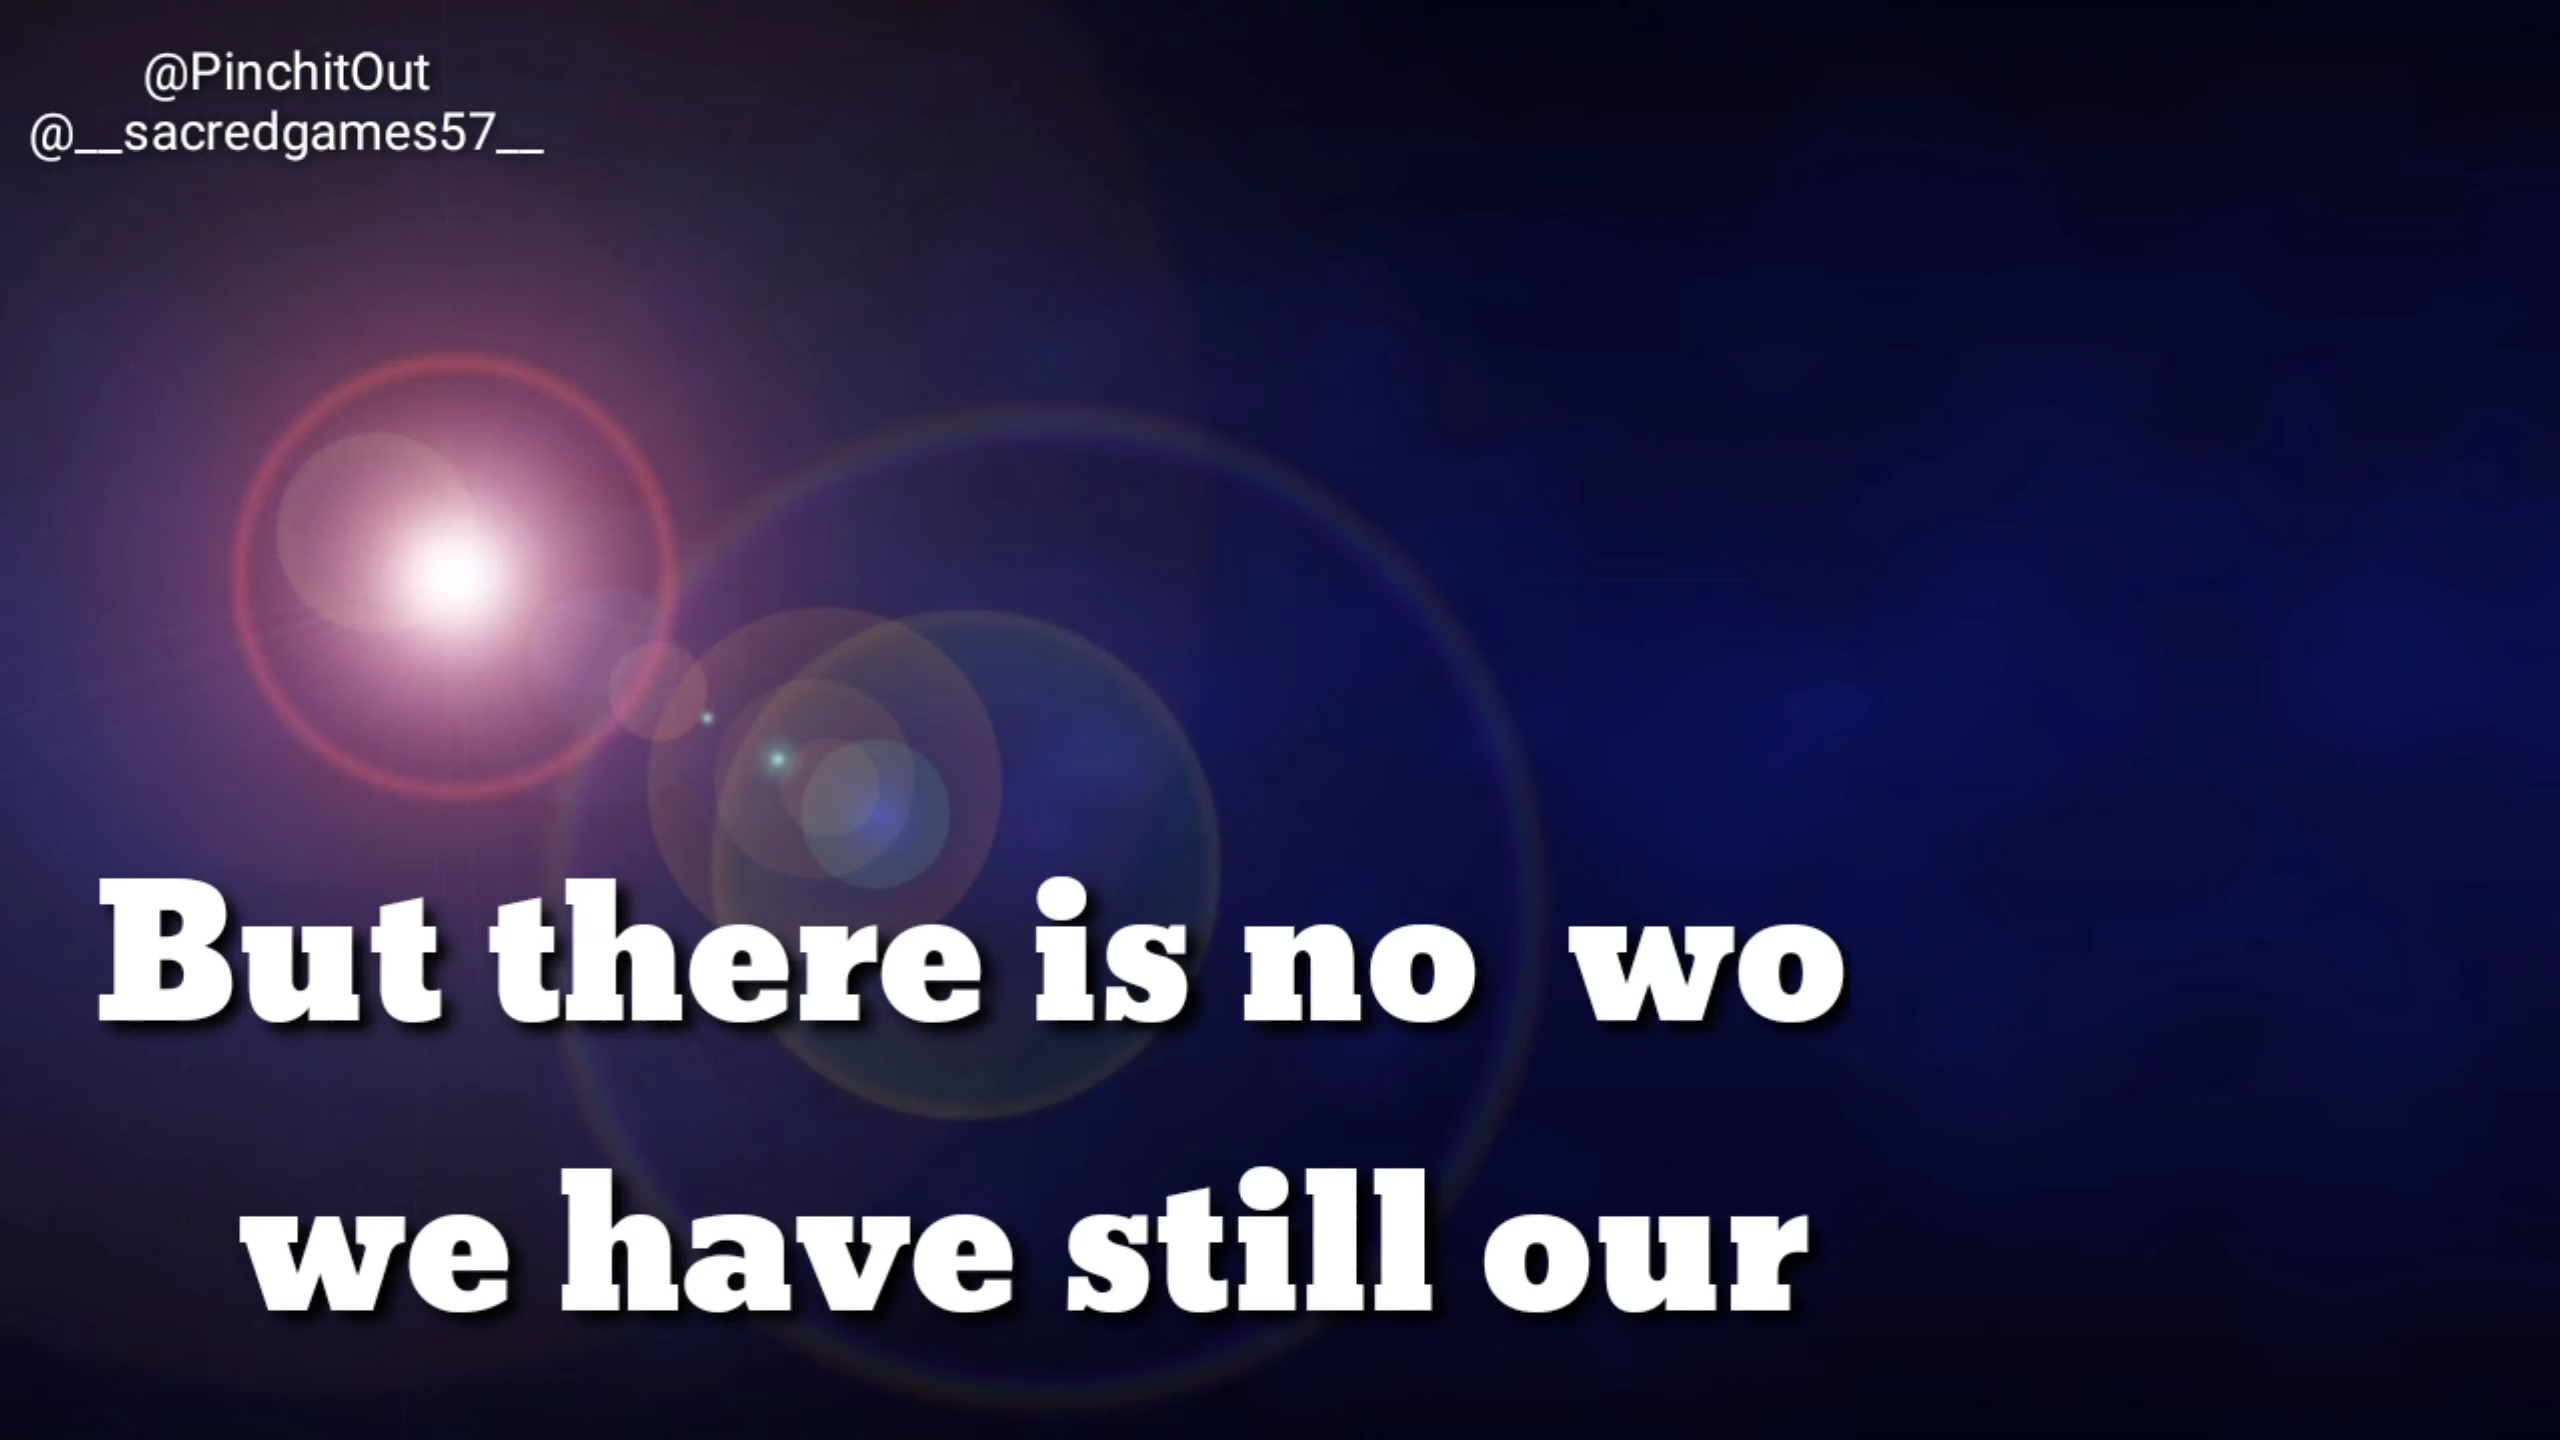 @PinchitOut
@__sacredgames57__
But there is no  wo
we have still our